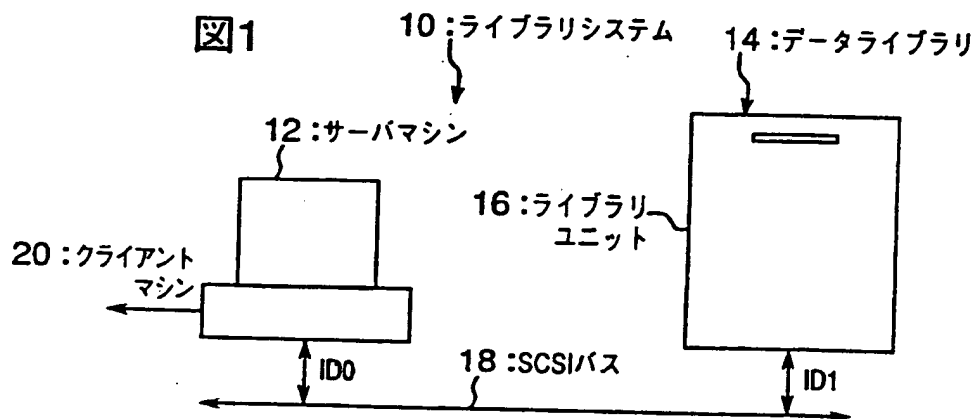 図1
10:ライブラリシステム
14:データライブラリ
12:サーバマシン
16:ライブラリ
ユニット
20:クライアント
マシン
ID0
18:SCSIバス
ID1